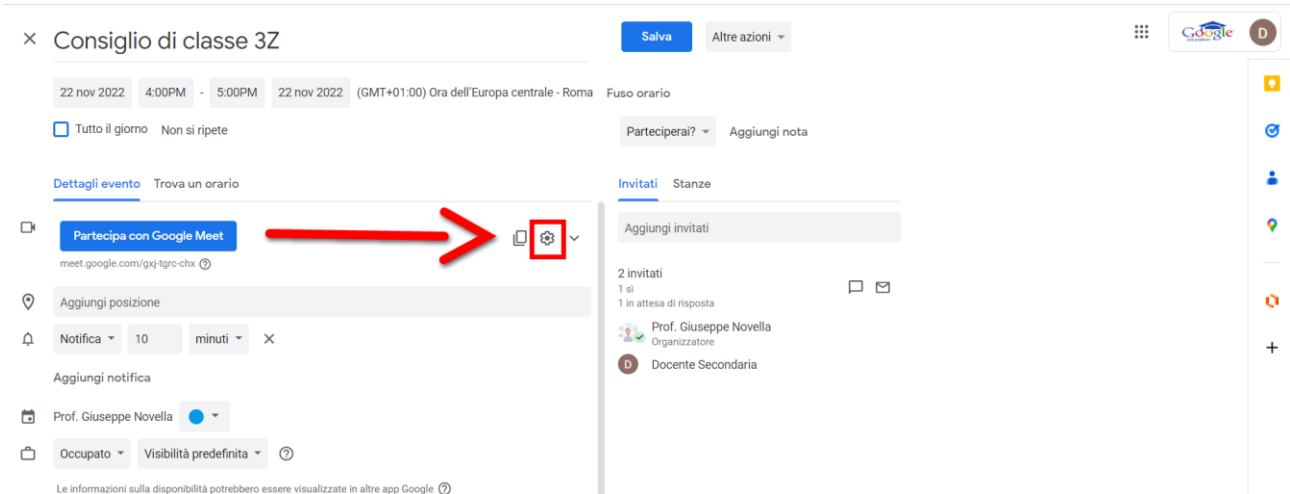 Consiglio di classe 3Z
Salva
Altre azioni
Google
D
22 nov 2022 4:00PM - 5:00PM 22 nov 2022 (GMT+01:00) Ora dell'Europa centrale - Roma Fuso orario
Tutto il giorno Non si ripete
Parteciperai? Aggiungi nota
Dettagli evento Trova un orario
Partecipa con Google Meet
meet.google.com/gxj-tgrc-chx
Aggiungi posizione
Notifica 10 minuti
Aggiungi notifica
Prof. Giuseppe Novella
Occupato Visibilità predefinita
Le informazioni sulla disponibilità potrebbero essere visualizzate in altre app Google
Invitati Stanze
Aggiungi invitati
2 invitati
1 sì
1 in attesa di risposta
Prof. Giuseppe Novella
Organizzatore
D Docente Secondaria